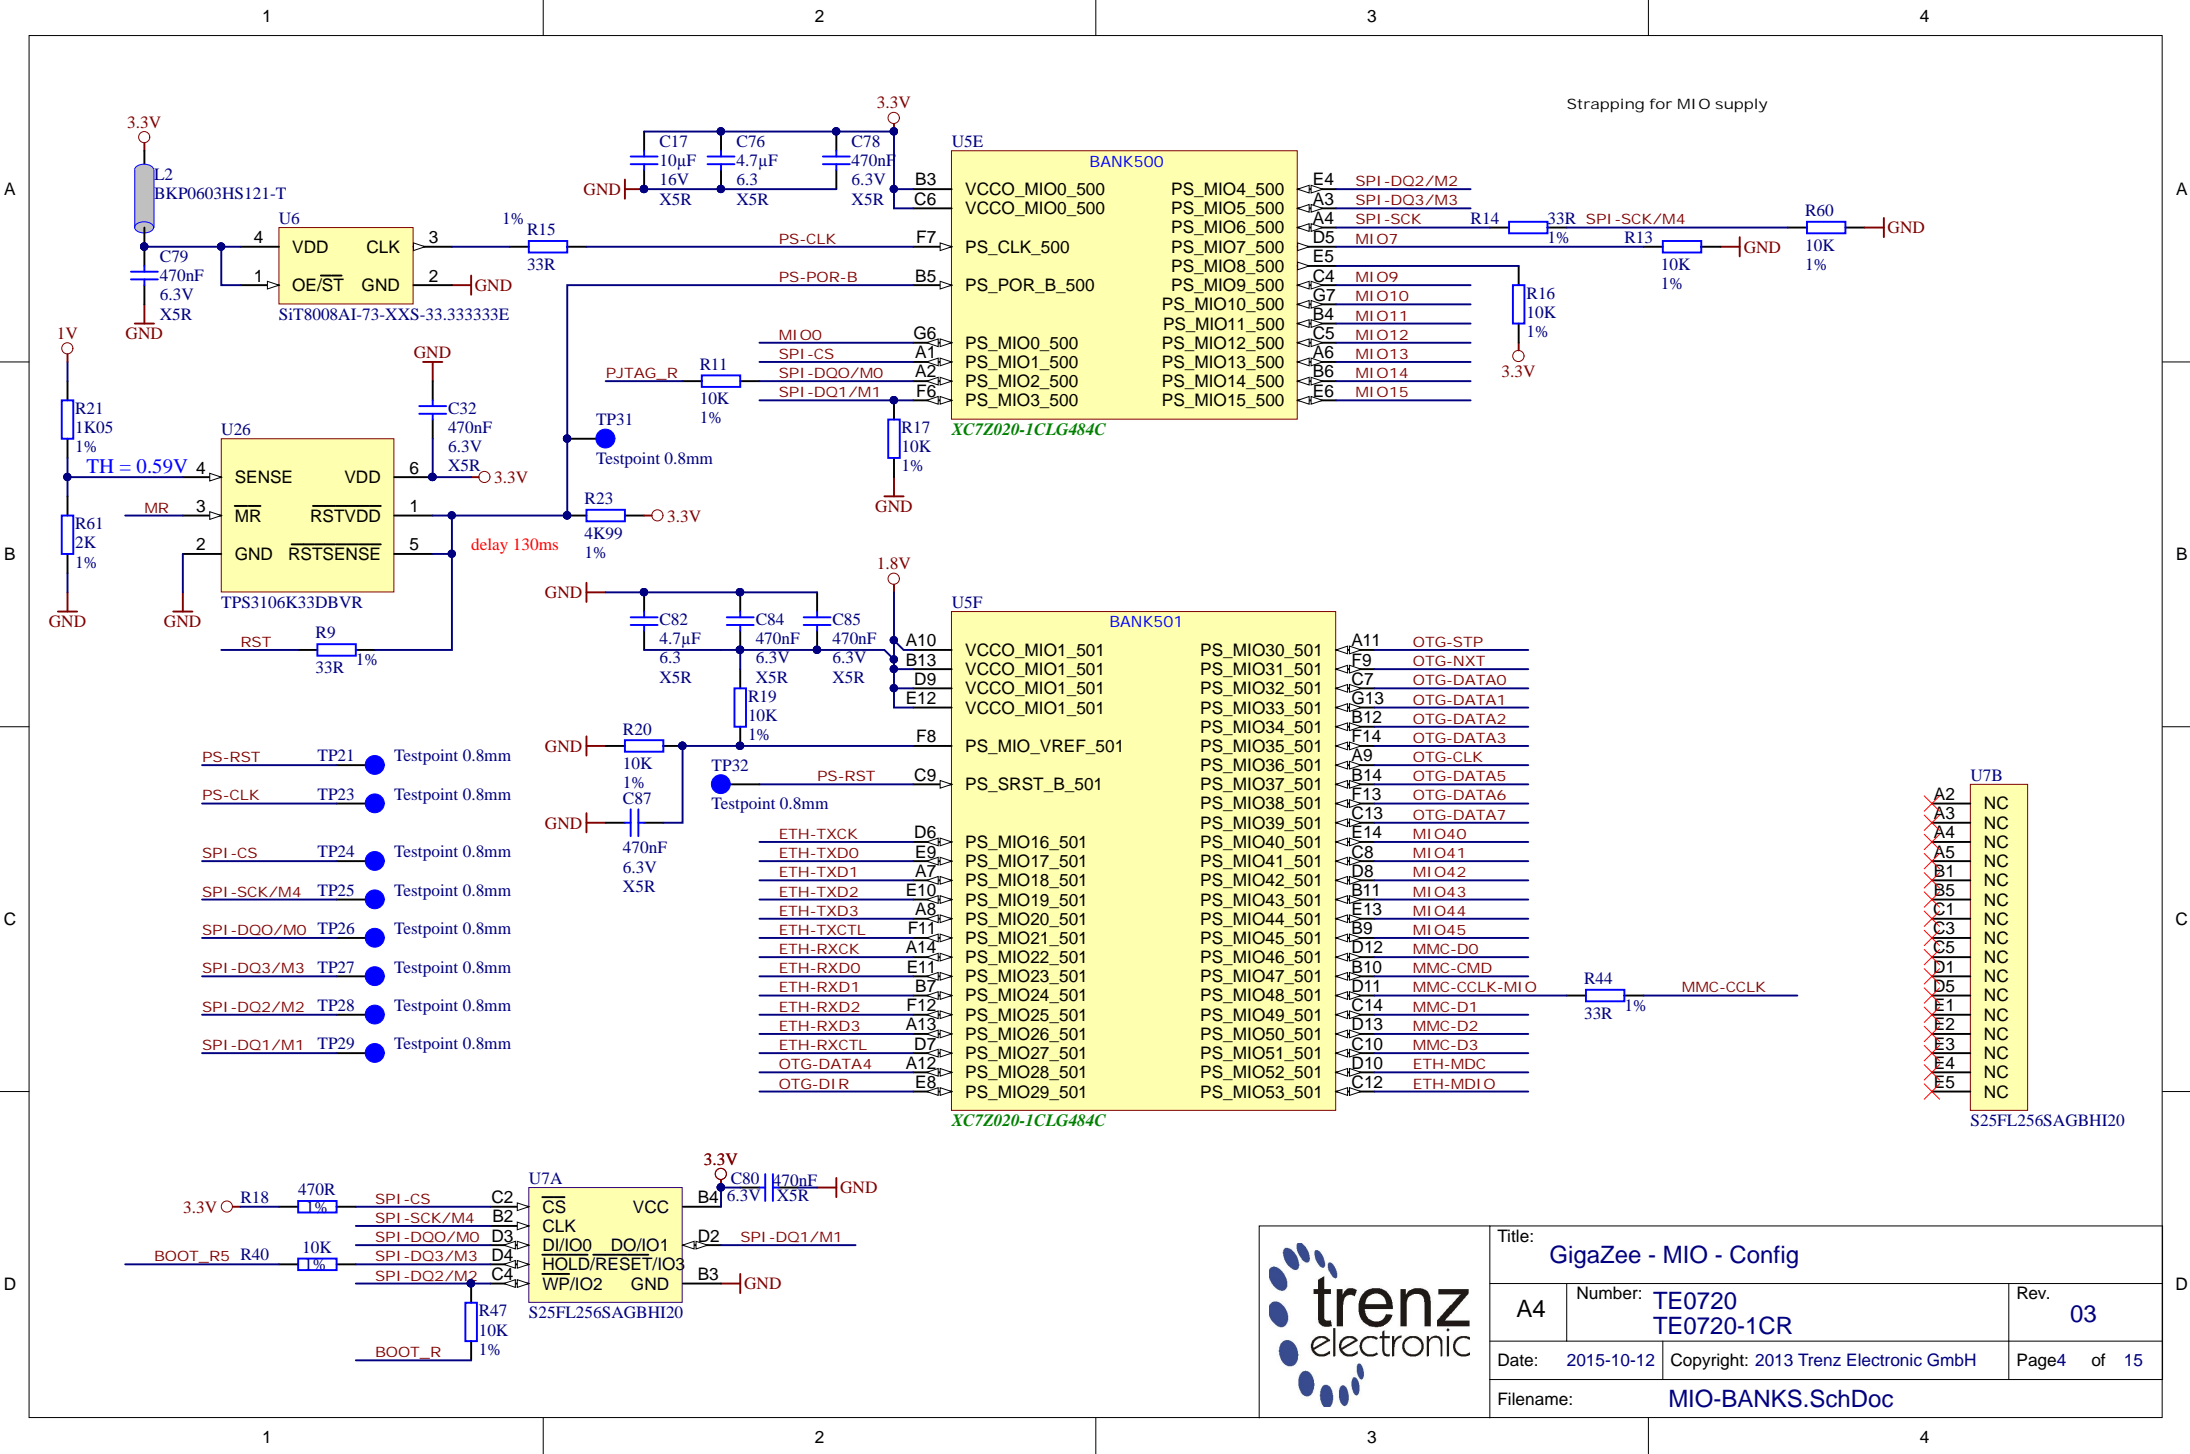 1
2
3
4
A
B
C
D
A
B
C
D
1
2
3
4
Strapping for MIO supply
3.3V
L2
BKP0603HS121-T
C79
470nF
6.3V
X5R
GND
U6
4 VDD CLK 3
1 OE/ST GND 2 GND
SiT8008AI-73-XXS-33.333333E
1% R15
33R
PS-CLK
PS-POR-B
3.3V
C17
10µF
16V
X5R
C76
4.7µF
6.3
X5R
C78
470nF
6.3V
X5R
GND
U5E
BANK500
B3 VCCO_MIO0_500
C6 VCCO_MIO0_500
F7 PS_CLK_500
B5 PS_POR_B_500
MIO0 G6 PS_MIO0_500
SPI-CS A1 PS_MIO1_500
SPI-DQ0/M0 A2 PS_MIO2_500
SPI-DQ1/M1 F6 PS_MIO3_500
PS_MIO4_500 E4 SPI-DQ2/M2
PS_MIO5_500 A3 SPI-DQ3/M3
PS_MIO6_500 A4 SPI-SCK
PS_MIO7_500 D5 MIO7
PS_MIO8_500 E5
PS_MIO9_500 C4 MIO9
PS_MIO10_500 G7 MIO10
PS_MIO11_500 B4 MIO11
PS_MIO12_500 C5 MIO12
PS_MIO13_500 A6 MIO13
PS_MIO14_500 B6 MIO14
PS_MIO15_500 E6 MIO15
XC7Z020-1CLG484C
R14 33R SPI-SCK/M4
1%
R60
10K
1%
GND
R13
10K
1%
GND
R16
10K
1%
3.3V
PJTAG_R
R11
10K
1%
R17
10K
1%
GND
1V
R21
1K05
1%
TH = 0.59V
R61
2K
1%
GND
MR
GND
U26
4 SENSE VDD 6
3 MR RSTVDD 1
2 GND RSTSENSE 5
TPS3106K33DBVR
GND
C32
470nF
6.3V
X5R
3.3V
TP31
Testpoint 0.8mm
R23
4K99
1%
3.3V
delay 130ms
RST
R9
33R
1%
1.8V
GND
C82
4.7µF
6.3
X5R
C84
470nF
6.3V
X5R
C85
470nF
6.3V
X5R
R19
10K
1%
GND
R20
10K
1%
GND
C87
470nF
6.3V
X5R
TP32
Testpoint 0.8mm
PS-RST
U5F
BANK501
A10 VCCO_MIO1_501
B13 VCCO_MIO1_501
D9 VCCO_MIO1_501
E12 VCCO_MIO1_501
F8 PS_MIO_VREF_501
C9 PS_SRST_B_501
ETH-TXCK D6 PS_MIO16_501
ETH-TXD0 E9 PS_MIO17_501
ETH-TXD1 A7 PS_MIO18_501
ETH-TXD2 E10 PS_MIO19_501
ETH-TXD3 A8 PS_MIO20_501
ETH-TXCTL F11 PS_MIO21_501
ETH-RXCK A14 PS_MIO22_501
ETH-RXD0 E11 PS_MIO23_501
ETH-RXD1 B7 PS_MIO24_501
ETH-RXD2 F12 PS_MIO25_501
ETH-RXD3 A13 PS_MIO26_501
ETH-RXCTL D7 PS_MIO27_501
OTG-DATA4 A12 PS_MIO28_501
OTG-DIR E8 PS_MIO29_501
PS_MIO30_501 A11 OTG-STP
PS_MIO31_501 F9 OTG-NXT
PS_MIO32_501 C7 OTG-DATA0
PS_MIO33_501 G13 OTG-DATA1
PS_MIO34_501 B12 OTG-DATA2
PS_MIO35_501 F14 OTG-DATA3
PS_MIO36_501 A9 OTG-CLK
PS_MIO37_501 B14 OTG-DATA5
PS_MIO38_501 F13 OTG-DATA6
PS_MIO39_501 C13 OTG-DATA7
PS_MIO40_501 E14 MIO40
PS_MIO41_501 C8 MIO41
PS_MIO42_501 D8 MIO42
PS_MIO43_501 B11 MIO43
PS_MIO44_501 E13 MIO44
PS_MIO45_501 B9 MIO45
PS_MIO46_501 D12 MMC-D0
PS_MIO47_501 B10 MMC-CMD
PS_MIO48_501 D11 MMC-CCLK-MIO
PS_MIO49_501 C14 MMC-D1
PS_MIO50_501 D13 MMC-D2
PS_MIO51_501 C10 MMC-D3
PS_MIO52_501 D10 ETH-MDC
PS_MIO53_501 C12 ETH-MDIO
XC7Z020-1CLG484C
R44
33R
1%
MMC-CCLK
PS-RST TP21 Testpoint 0.8mm
PS-CLK TP23 Testpoint 0.8mm
SPI-CS TP24 Testpoint 0.8mm
SPI-SCK/M4 TP25 Testpoint 0.8mm
SPI-DQ0/M0 TP26 Testpoint 0.8mm
SPI-DQ3/M3 TP27 Testpoint 0.8mm
SPI-DQ2/M2 TP28 Testpoint 0.8mm
SPI-DQ1/M1 TP29 Testpoint 0.8mm
U7B
A2 NC
A3 NC
A4 NC
A5 NC
B1 NC
B5 NC
C1 NC
C3 NC
C5 NC
D1 NC
D5 NC
E1 NC
E2 NC
E3 NC
E4 NC
E5 NC
S25FL256SAGBHI20
3.3V R18 470R 1%
BOOT_R5 R40 10K 1%
U7A
SPI-CS C2 CS
SPI-SCK/M4 B2 CLK
SPI-DQ0/M0 D3 DI/IO0
SPI-DQ3/M3 D4 HOLD/RESET/IO3
SPI-DQ2/M2 C4 WP/IO2
VCC B4
DO/IO1 D2 SPI-DQ1/M1
GND B3 GND
S25FL256SAGBHI20
3.3V
C80 470nF
6.3V X5R
GND
R47
10K
1%
BOOT_R
trenz
electronic
Title:
GigaZee - MIO - Config
A4
Number: TE0720
TE0720-1CR
Rev.
03
Date: 2015-10-12
Copyright: 2013 Trenz Electronic GmbH
Page4 of 15
Filename: MIO-BANKS.SchDoc